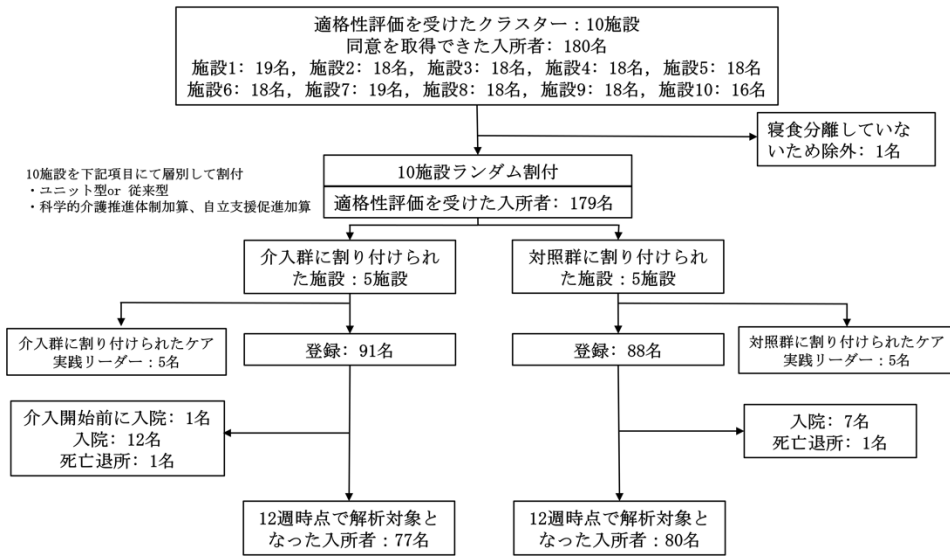 適格性評価を受けたクラスター：10施設
同意を取得できた入所者：180名
施設1：19名，施設2：18名，施設3：18名，施設4：18名，施設5：18名
施設6：18名，施設7：19名，施設8：18名，施設9：18名，施設10：16名
寝食分離していな
いため除外：1名
10施設を下記項目にて層別して割付
・ユニット型or 従来型
・科学的介護推進体制加算、自立支援促進加算
10施設ランダム割付
適格性評価を受けた入所者：179名
介入群に割り付けられ
た施設：5施設
対照群に割り付けられ
た施設：5施設
介入群に割り付けられたケア
実践リーダー：5名
登録：91名
登録：88名
対照群に割り付けられたケア
実践リーダー：5名
介入開始前に入院：1名
入院：12名
死亡退所：1名
入院：7名
死亡退所：1名
12週時点で解析対象と
なった入所者：77名
12週時点で解析対象と
なった入所者：80名